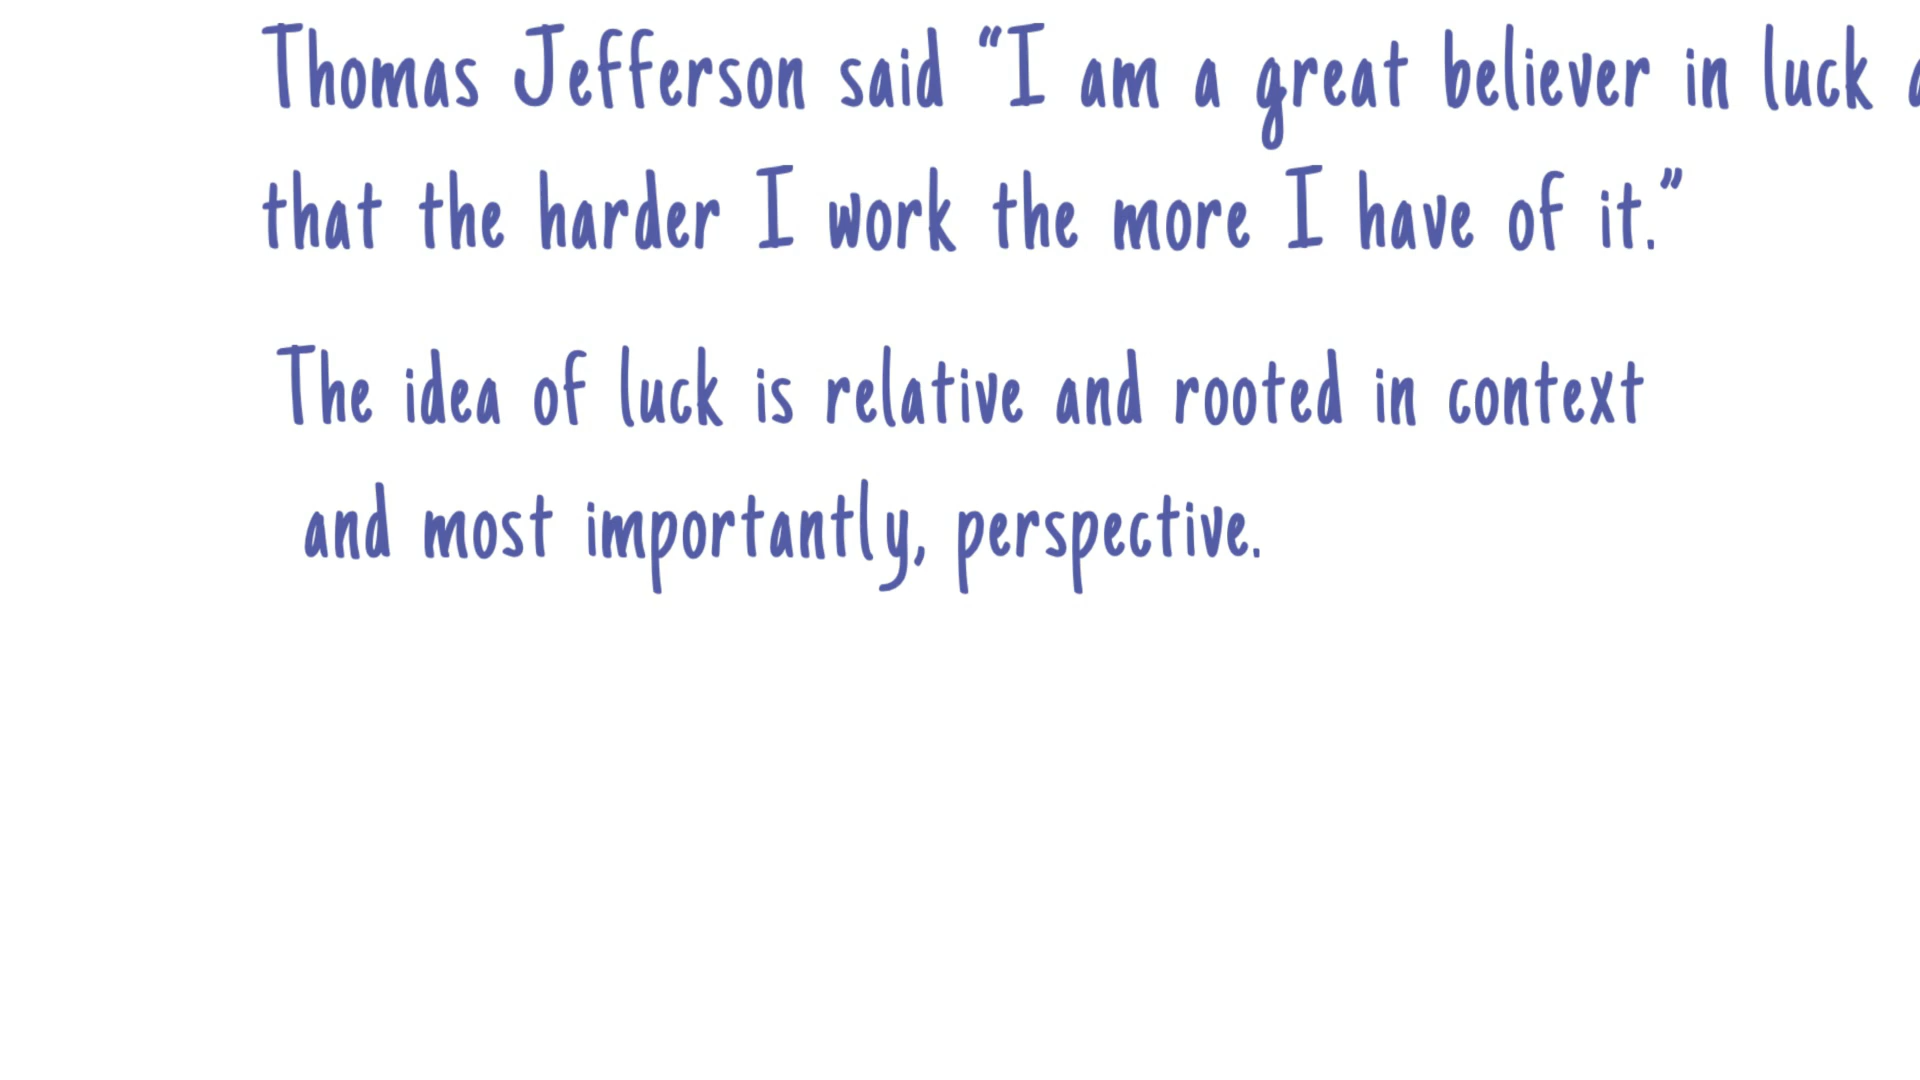 Thomas Jefferson said “I am a great believer in luck
that the harder I work the more I have of it.”
The idea of luck is relative and rooted in context
and most importantly, perspective.